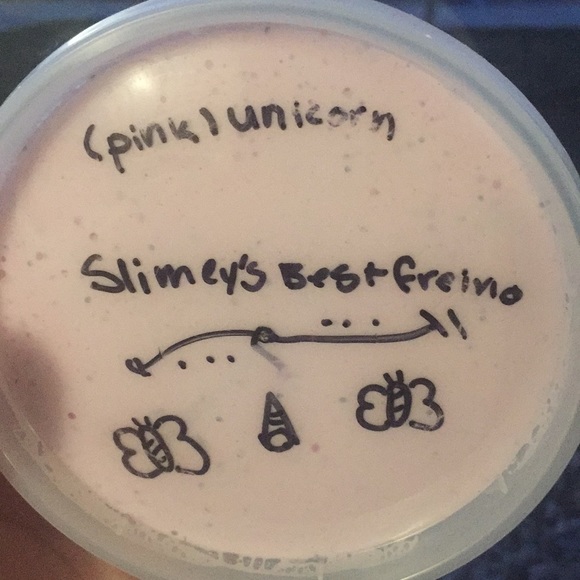 (pink) unicorn
Slimey's Best freind